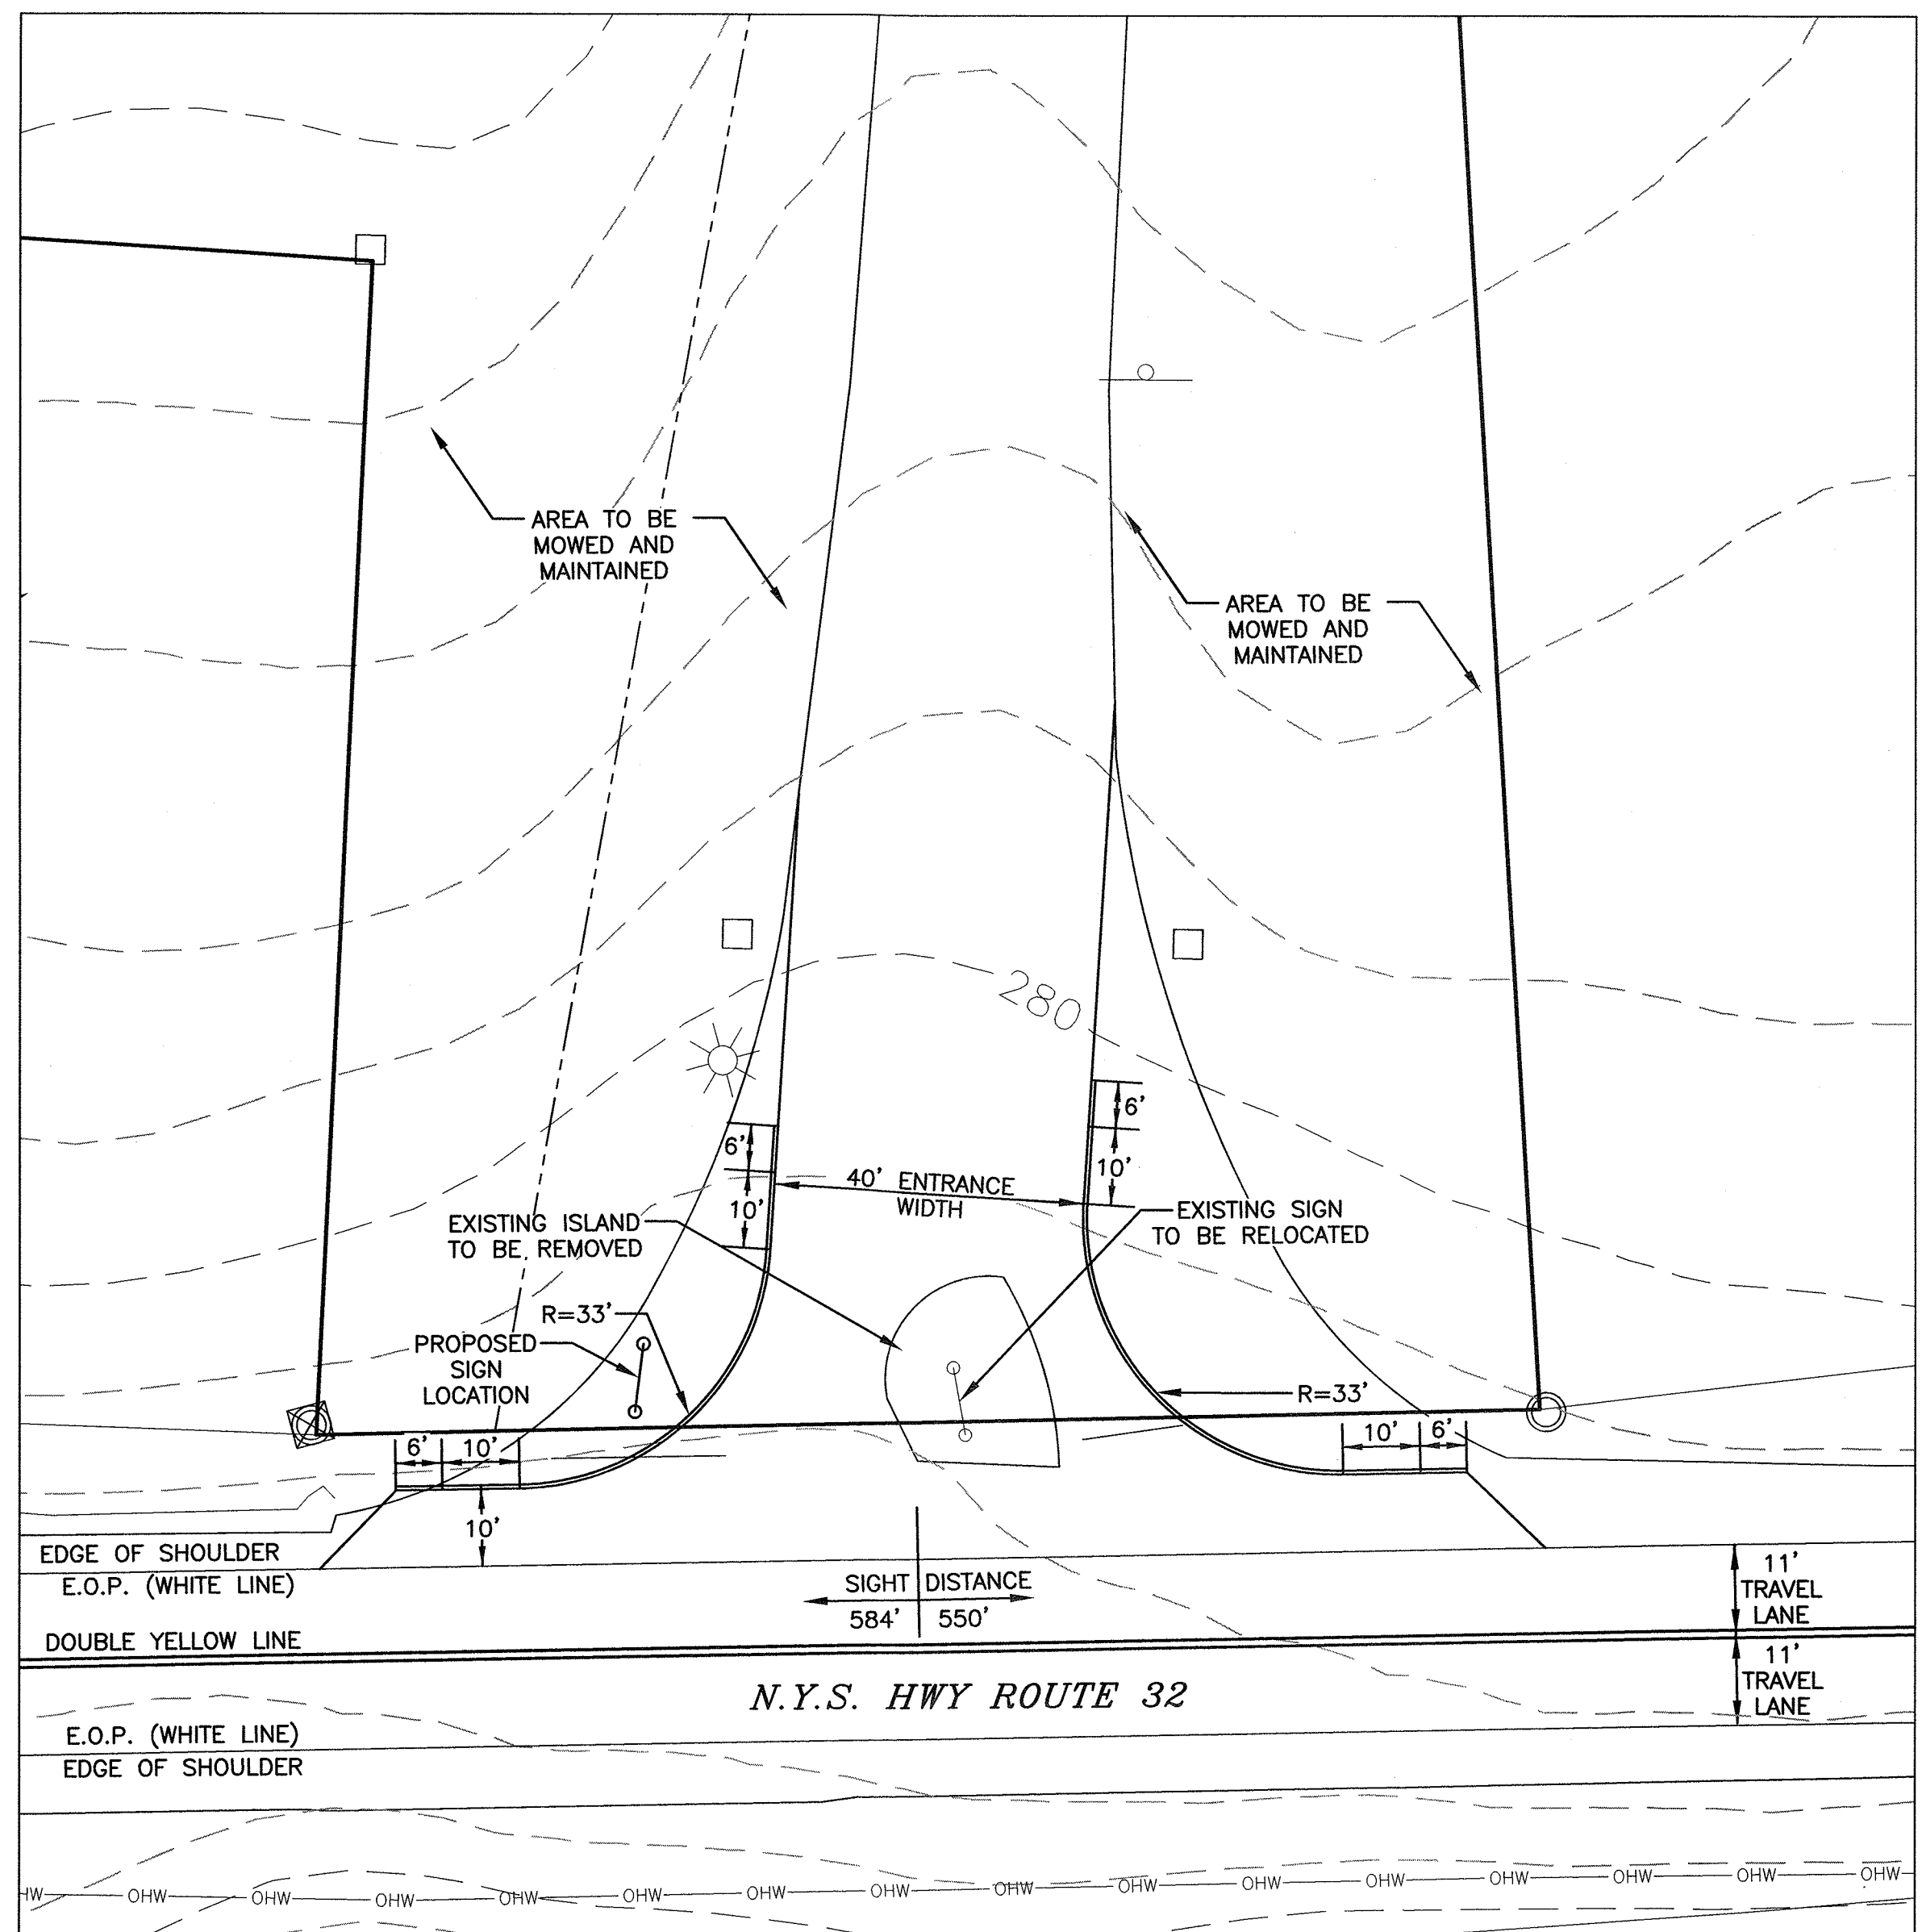 AREA TO BE
MOWED AND
MAINTAINED
AREA TO BE
MOWED AND
MAINTAINED
280
6'
10'
6'
10'
40' ENTRANCE
WIDTH
EXISTING ISLAND
TO BE REMOVED
EXISTING SIGN
TO BE RELOCATED
R=33'
PROPOSED
SIGN
LOCATION
R=33'
6'
10'
10'
6'
10'
EDGE OF SHOULDER
E.O.P. (WHITE LINE)
SIGHT DISTANCE
584' 550'
11'
TRAVEL
LANE
DOUBLE YELLOW LINE
11'
TRAVEL
LANE
N.Y.S. HWY ROUTE 32
E.O.P. (WHITE LINE)
EDGE OF SHOULDER
HW OHW OHW OHW OHW OHW OHW OHW OHW OHW OHW OHW OHW OHW OHW OHW